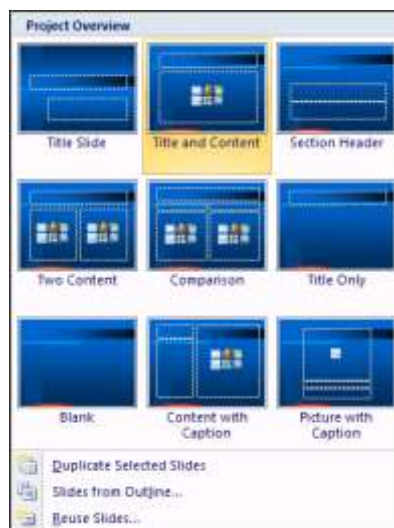 Project Overview
Title Slide
Title and Content
Section Header
Two Content
Comparison
Title Only
Blank
Content with
Caption
Picture with
Caption
Duplicate Selected Slides
Slides from Outline...
Reuse Slides...